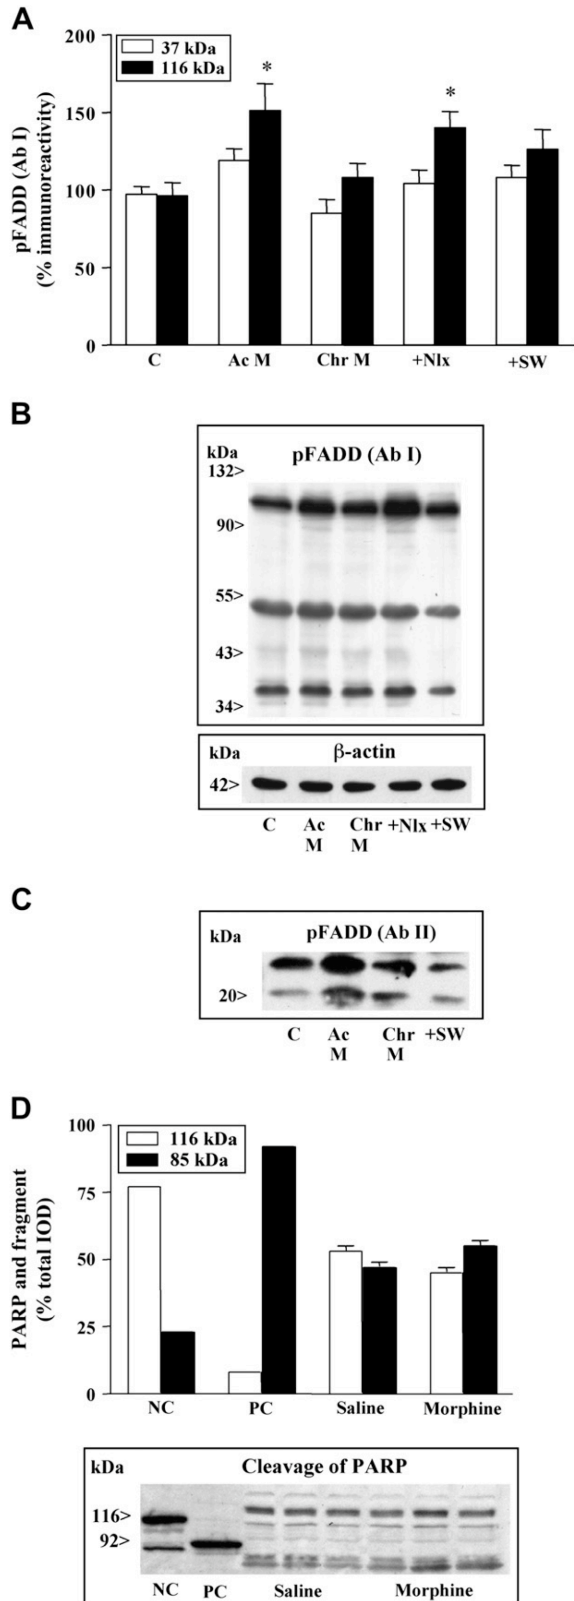 A
200
150
100
50
0
pFADD (Ab I)
(% immunoreactivity)
37 kDa
116 kDa
*
*
C Ac M Chr M +Nlx +SW
B
kDa pFADD (Ab I)
132>
90>
55>
43>
34>
kDa β-actin
42>
C Ac Chr +Nlx +SW
M M
C
kDa pFADD (Ab II)
20>
C Ac Chr +SW
M M
D
100
75
50
25
0
PARP and fragment
(% total IOD)
116 kDa
85 kDa
NC PC Saline Morphine
kDa Cleavage of PARP
116>
92>
NC PC Saline Morphine